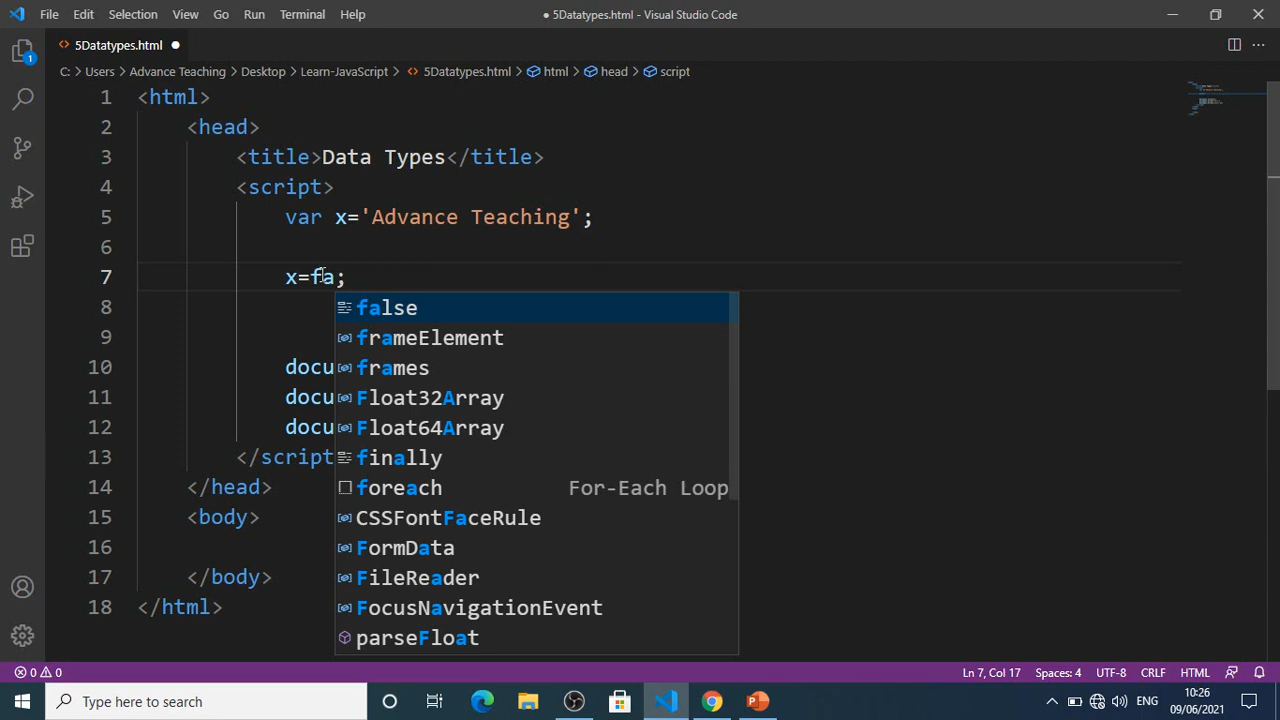 File Edit Selection View Go Run Terminal Help
● 5Datatypes.html - Visual Studio Code
5Datatypes.html ●
C: > Users > Advance Teaching > Desktop > Learn-JavaScript > 5Datatypes.html > html > head > script
1 <html>
2 <head>
3 <title>Data Types</title>
4 <script>
5 var x='Advance Teaching';
6
7 x=fa;
8 false
frameElement
9
10 docu frames
11 docu Float32Array
12 docu Float64Array
13 </script finally
14 </head> foreach For-Each Loop
15 <body> CSSFontFaceRule
16 FormData
17 </body> FileReader
18 </html> FocusNavigationEvent
parseFloat
0 0 Ln 7, Col 17 Spaces: 4 UTF-8 CRLF HTML
Type here to search
ENG
10:26
09/06/2021
1